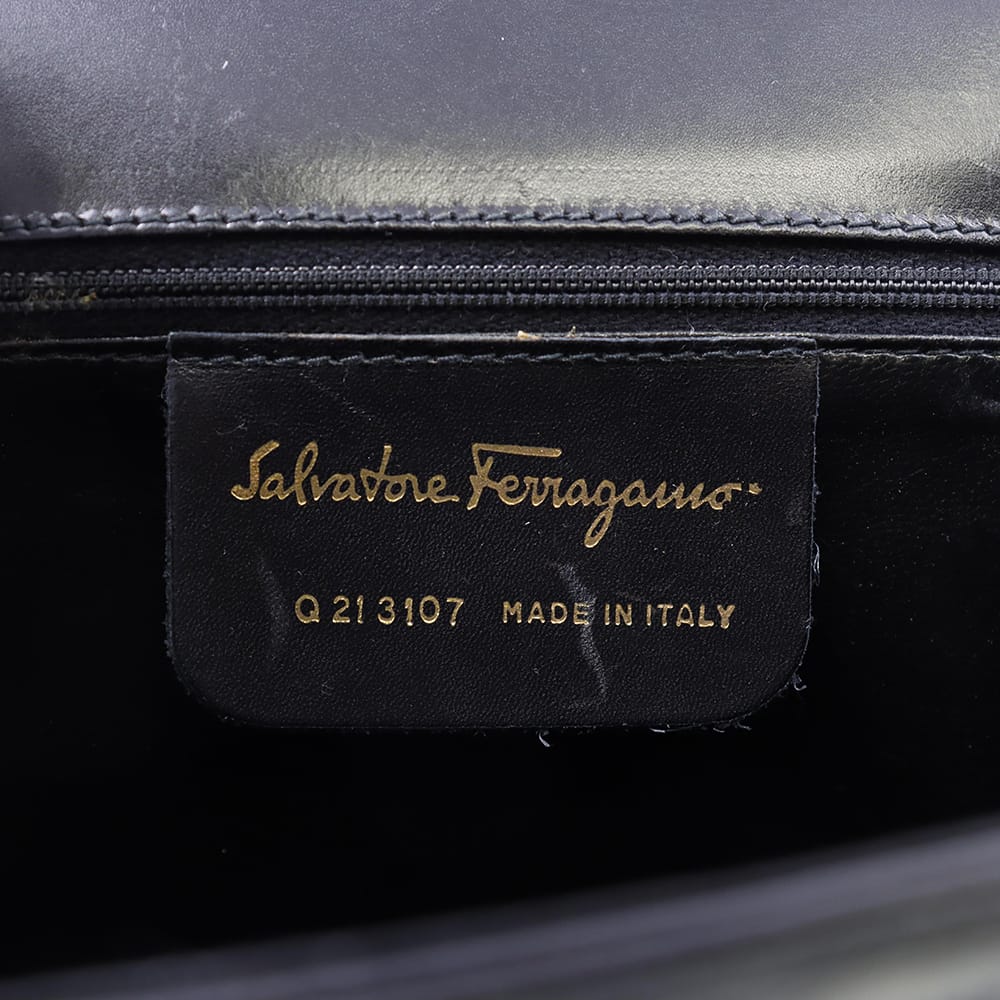 Salvatore Ferragamo
Q 21 3107 MADE IN ITALY